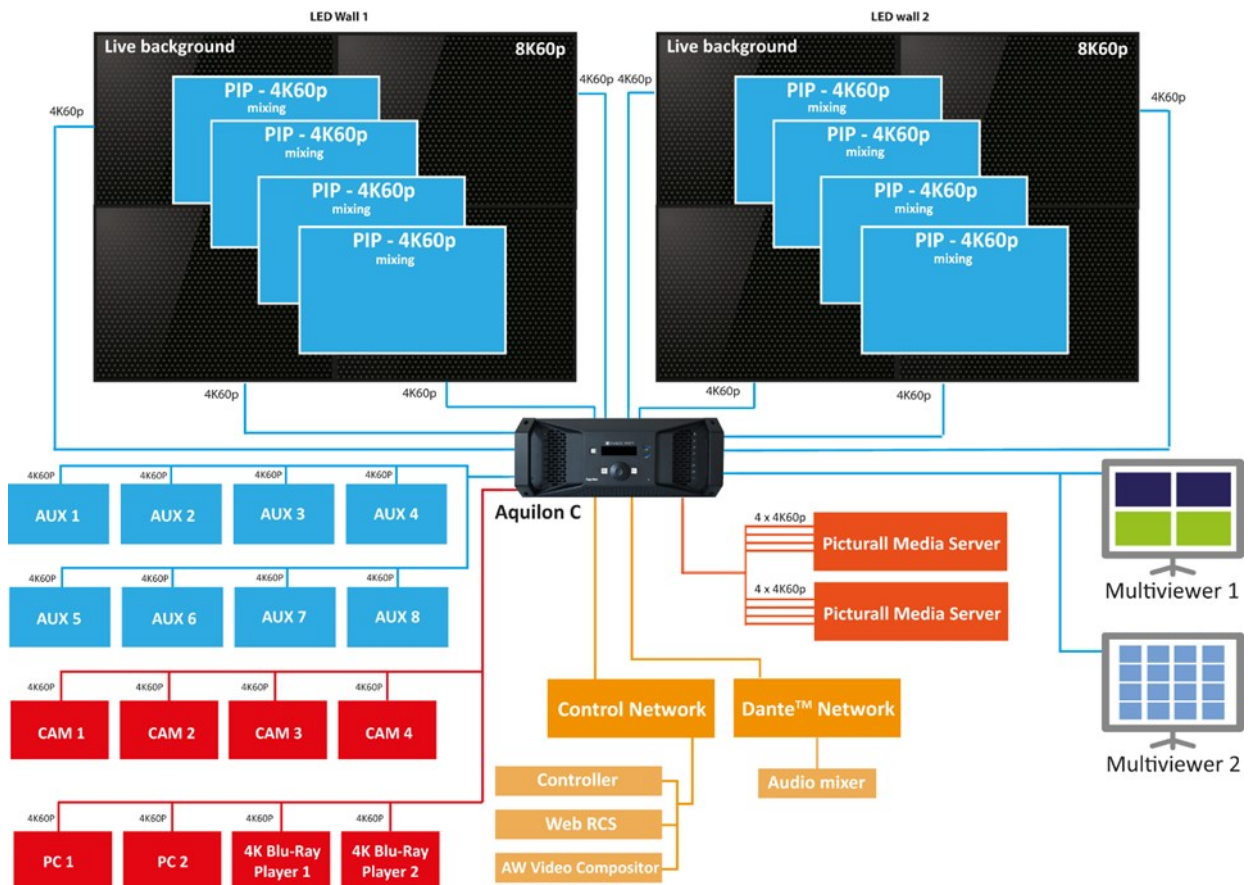 LED Wall 1
LED wall 2
Live background
8K60p
PIP - 4K60p
mixing
PIP - 4K60p
mixing
PIP - 4K60p
mixing
PIP - 4K60p
mixing
4K60p
4K60p
4K60p
4K60p
Live background
8K60p
PIP - 4K60p
mixing
PIP - 4K60p
mixing
PIP - 4K60p
mixing
PIP - 4K60p
mixing
4K60p
4K60p
4K60p
4K60p
Aquilon C
4K60P
4K60P
4K60P
4K60P
AUX 1
AUX 2
AUX 3
AUX 4
4K60P
4K60P
4K60P
4K60P
AUX 5
AUX 6
AUX 7
AUX 8
4K60P
4K60P
4K60P
4K60P
CAM 1
CAM 2
CAM 3
CAM 4
4K60P
4K60P
4K60P
4K60P
PC 1
PC 2
4K Blu-Ray
Player 1
4K Blu-Ray
Player 2
4 x 4K60p
Picturall Media Server
4 x 4K60p
Picturall Media Server
Control Network
Controller
Web RCS
AW Video Compositor
Dante™ Network
Audio mixer
Multiviewer 1
Multiviewer 2